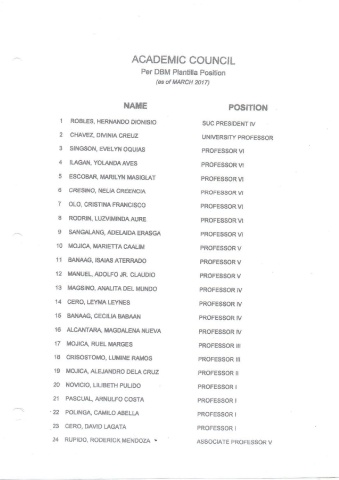 ACADEMIC COUNCIL
Per DBM Plantilla Position
(as of MARCH 2017)
NAME POSITION
1 ROBLES, HERNANDO DIONISIO SUC PRESIDENT IV
2 CHAVEZ, DIVINIA CREUZ UNIVERSITY PROFESSOR
3 SINGSON, EVELYN OQUIAS PROFESSOR VI
4 ILAGAN, YOLANDA AVES PROFESSOR VI
5 ESCOBAR, MARILYN MASIGLAT PROFESSOR VI
6 CRESINO, NELIA CREENCIA PROFESSOR VI
7 OLO, CRISTINA FRANCISCO PROFESSOR VI
8 RODRIN, LUZVIMINDA AURE PROFESSOR VI
9 SANGALANG, ADELAIDA ERASGA PROFESSOR VI
10 MOJICA, MARIETTA CAALIM PROFESSOR V
11 BANAAG, ISAIAS ATERRADO PROFESSOR V
12 MANUEL, ADOLFO JR. CLAUDIO PROFESSOR V
13 MAGSINO, ANALITA DEL MUNDO PROFESSOR IV
14 CERO, LEYMA LEYNES PROFESSOR IV
15 BANAAG, CECILIA BABAAN PROFESSOR IV
16 ALCANTARA, MAGDALENA NUEVA PROFESSOR IV
17 MOJICA, RUEL MARGES PROFESSOR III
18 CRISOSTOMO, LUMINE RAMOS PROFESSOR III
19 MOJICA, ALEJANDRO DELA CRUZ PROFESSOR II
20 NOVICIO, LILIBETH PULIDO PROFESSOR I
21 PASCUAL, ARNULFO COSTA PROFESSOR I
22 POLINGA, CAMILO ABELLA PROFESSOR I
23 CERO, DAVID LAGATA PROFESSOR I
24 RUPIDO, RODERICK MENDOZA ASSOCIATE PROFESSOR V